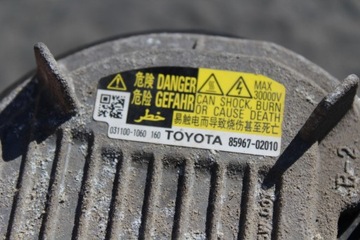 危険 DANGER
危险 GEFAHR
خطر
MAX
30000V
CAN SHOCK, BURN
OR CAUSE DEATH
易触电而导致烧伤甚至死亡
031100-1060 160 TOYOTA 85967-02010